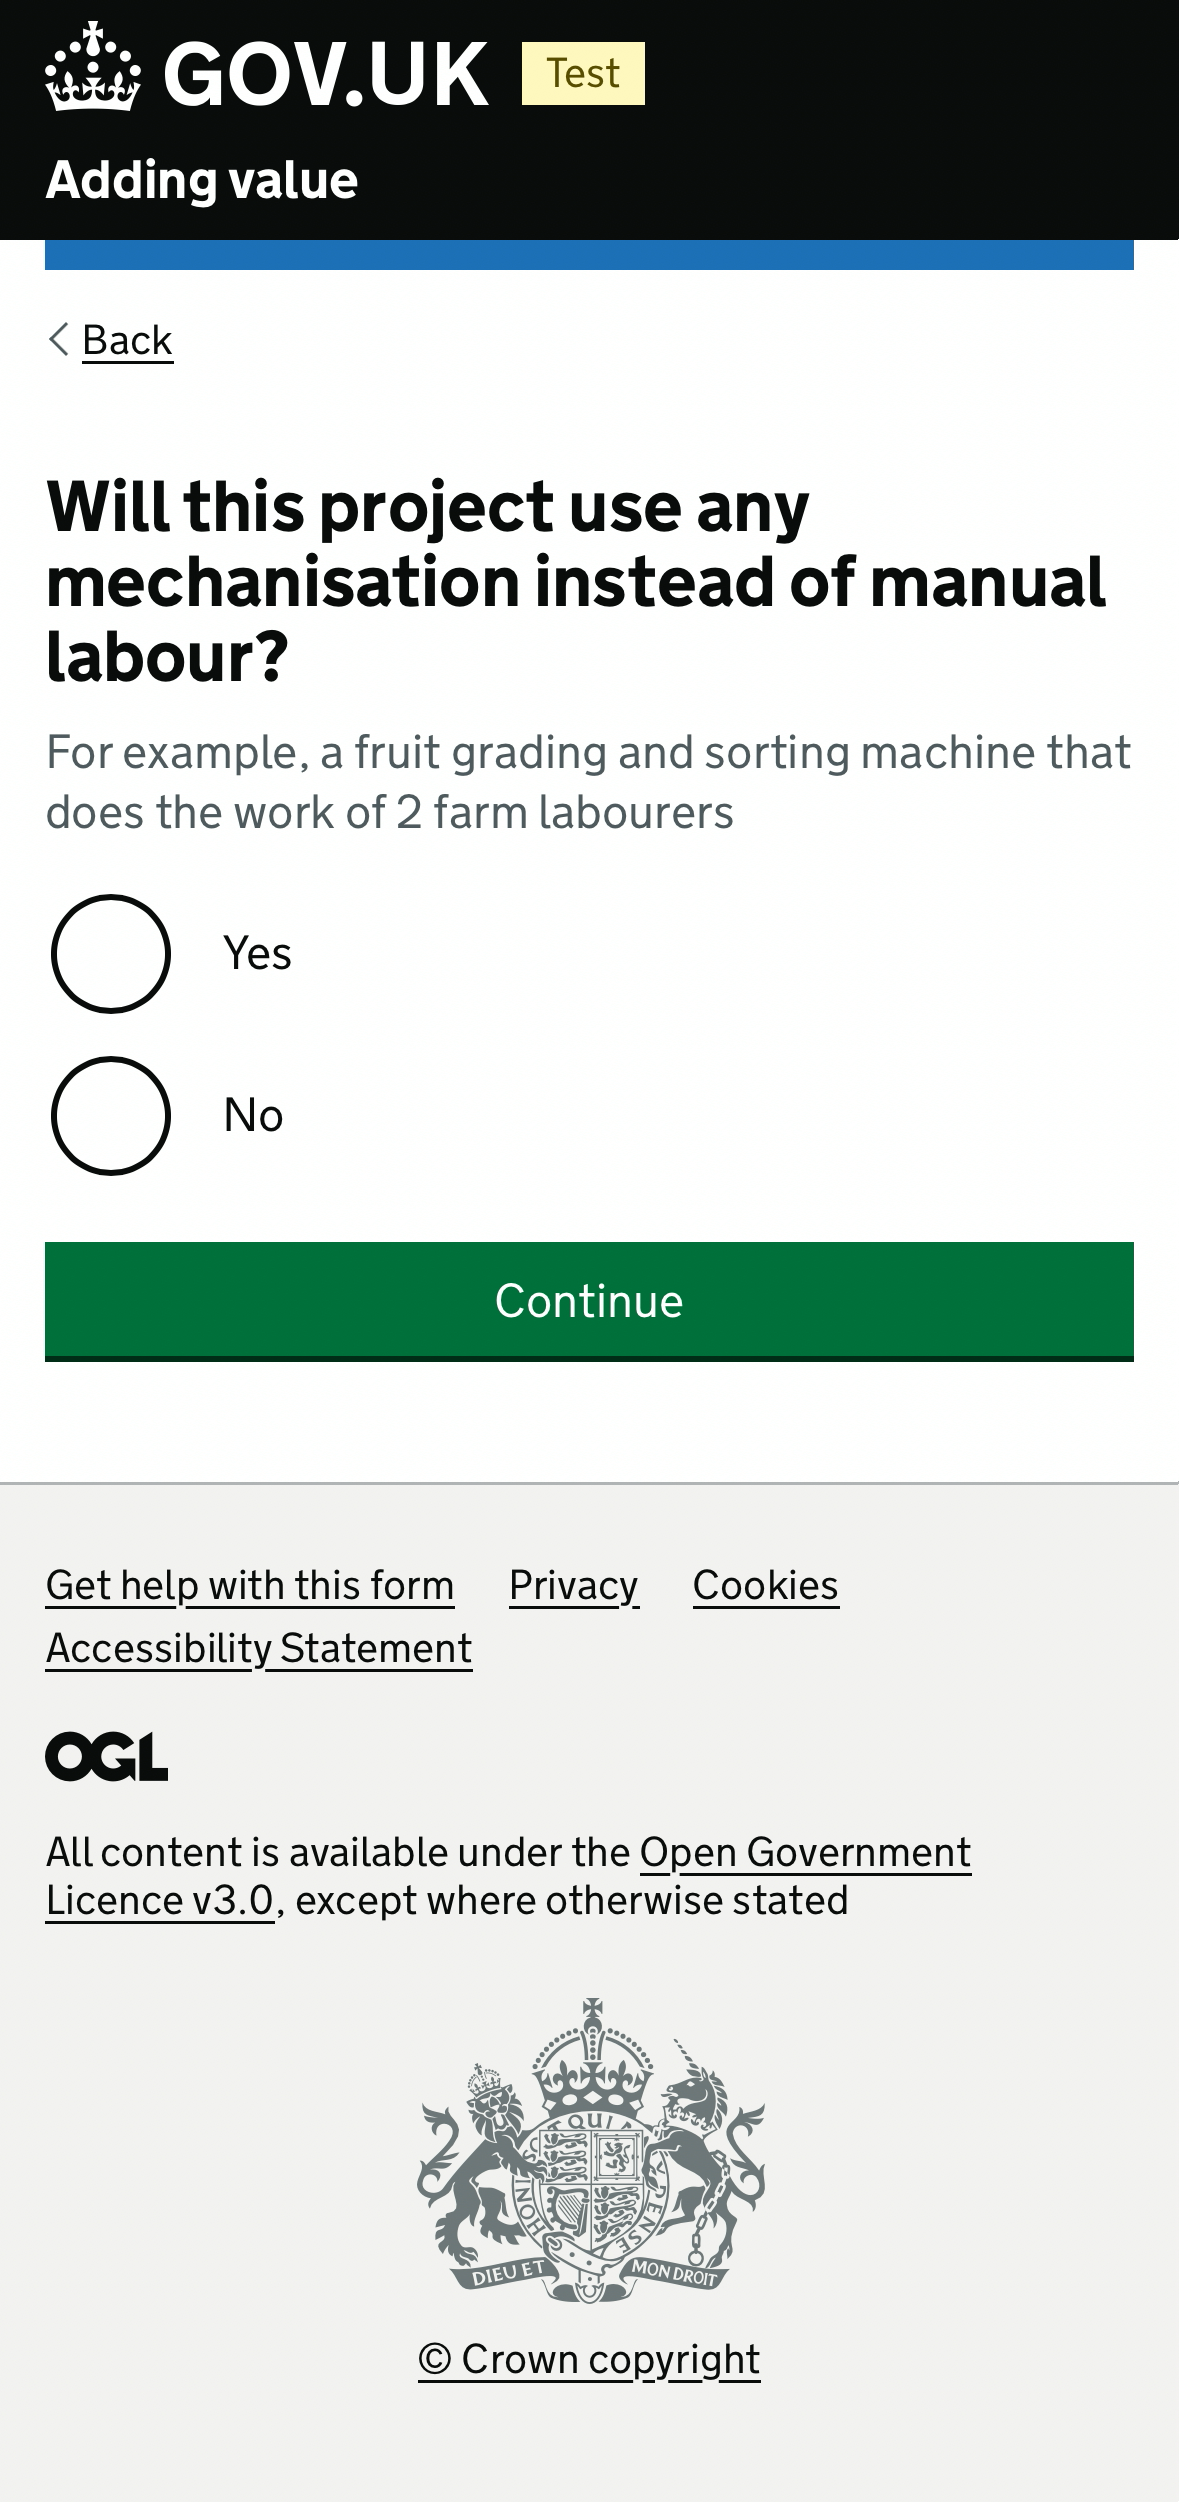 GOV.UK Test
Adding value
Back
Will this project use any
mechanisation instead of manual
labour?
For example, a fruit grading and sorting machine that
does the work of 2 farm labourers
Yes
No
Continue
Get help with this form Privacy Cookies
Accessibility Statement
OGL
All content is available under the Open Government
Licence v3.0, except where otherwise stated
DIEU ET MON DROIT
© Crown copyright